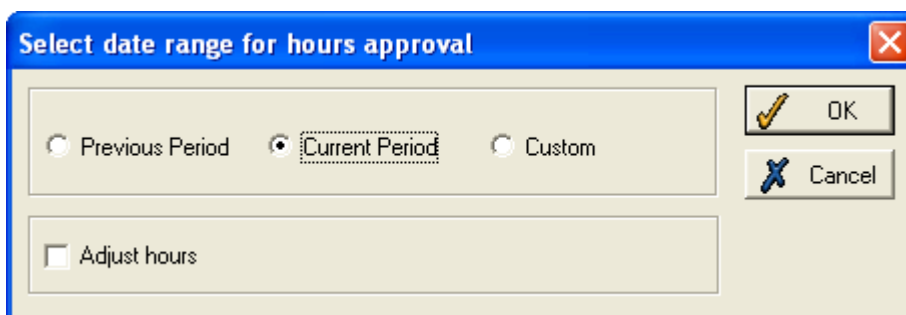 Select date range for hours approval
Previous Period Current Period Custom OK
Cancel
Adjust hours